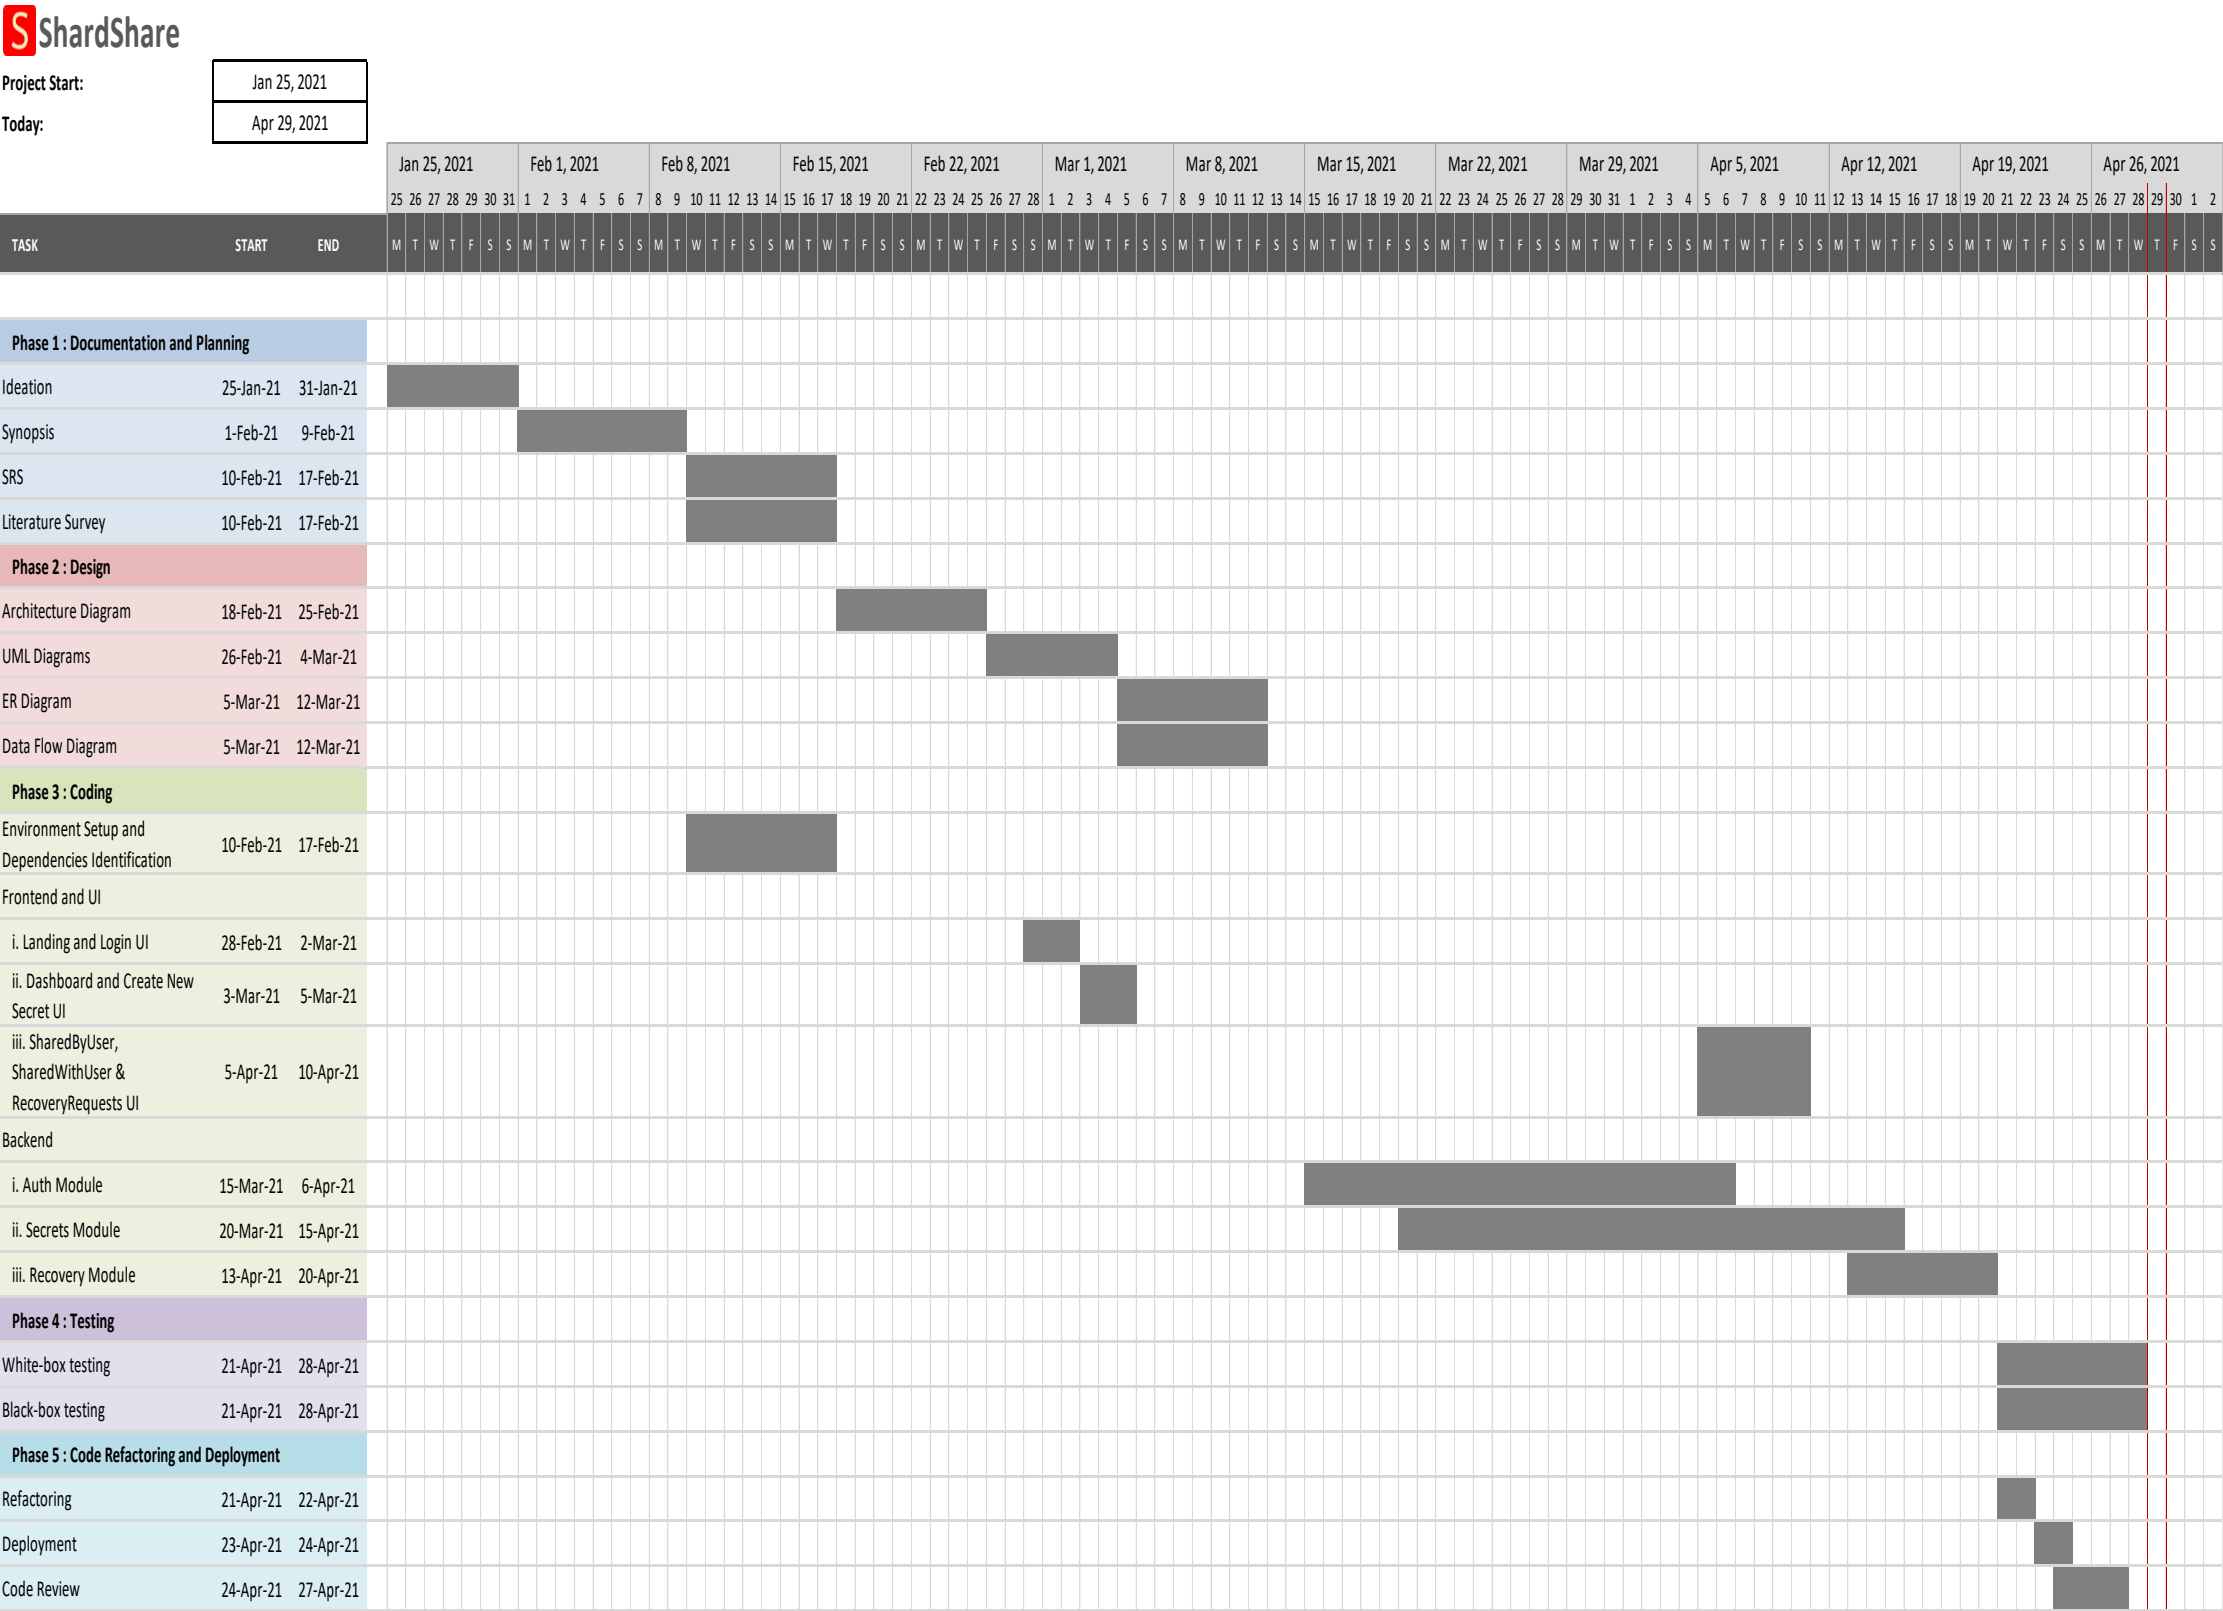 S ShardShare
Project Start: Jan 25, 2021
Today: Apr 29, 2021
Jan 25, 2021 Feb 1, 2021 Feb 8, 2021 Feb 15, 2021 Feb 22, 2021 Mar 1, 2021 Mar 8, 2021 Mar 15, 2021 Mar 22, 2021 Mar 29, 2021 Apr 5, 2021 Apr 12, 2021 Apr 19, 2021 Apr 26, 2021
25 26 27 28 29 30 31 1 2 3 4 5 6 7 8 9 10 11 12 13 14 15 16 17 18 19 20 21 22 23 24 25 26 27 28 1 2 3 4 5 6 7 8 9 10 11 12 13 14 15 16 17 18 19 20 21 22 23 24 25 26 27 28 29 30 31 1 2 3 4 5 6 7 8 9 10 11 12 13 14 15 16 17 18 19 20 21 22 23 24 25 26 27 28 29 30 1 2
TASK START END M T W T F S S M T W T F S S M T W T F S S M T W T F S S M T W T F S S M T W T F S S M T W T F S S M T W T F S S M T W T F S S M T W T F S S M T W T F S S M T W T F S S M T W T F S S M T W T F S S
Phase 1 : Documentation and Planning
Ideation 25-Jan-21 31-Jan-21
Synopsis 1-Feb-21 9-Feb-21
SRS 10-Feb-21 17-Feb-21
Literature Survey 10-Feb-21 17-Feb-21
Phase 2 : Design
Architecture Diagram 18-Feb-21 25-Feb-21
UML Diagrams 26-Feb-21 4-Mar-21
ER Diagram 5-Mar-21 12-Mar-21
Data Flow Diagram 5-Mar-21 12-Mar-21
Phase 3 : Coding
Environment Setup and
Dependencies Identification 10-Feb-21 17-Feb-21
Frontend and UI
i. Landing and Login UI 28-Feb-21 2-Mar-21
ii. Dashboard and Create New
Secret UI 3-Mar-21 5-Mar-21
iii. SharedByUser,
SharedWithUser & 5-Apr-21 10-Apr-21
RecoveryRequests UI
Backend
i. Auth Module 15-Mar-21 6-Apr-21
ii. Secrets Module 20-Mar-21 15-Apr-21
iii. Recovery Module 13-Apr-21 20-Apr-21
Phase 4 : Testing
White-box testing 21-Apr-21 28-Apr-21
Black-box testing 21-Apr-21 28-Apr-21
Phase 5 : Code Refactoring and Deployment
Refactoring 21-Apr-21 22-Apr-21
Deployment 23-Apr-21 24-Apr-21
Code Review 24-Apr-21 27-Apr-21